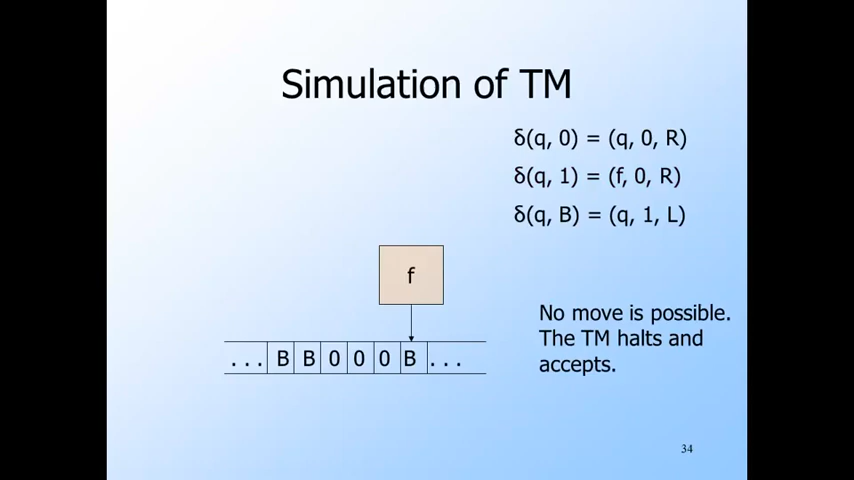 Simulation of TM
δ(q, 0) = (q, 0, R)
δ(q, 1) = (f, 0, R)
δ(q, B) = (q, 1, L)
f
. . . B B 0 0 0 B . . .
No move is possible.
The TM halts and
accepts.
34